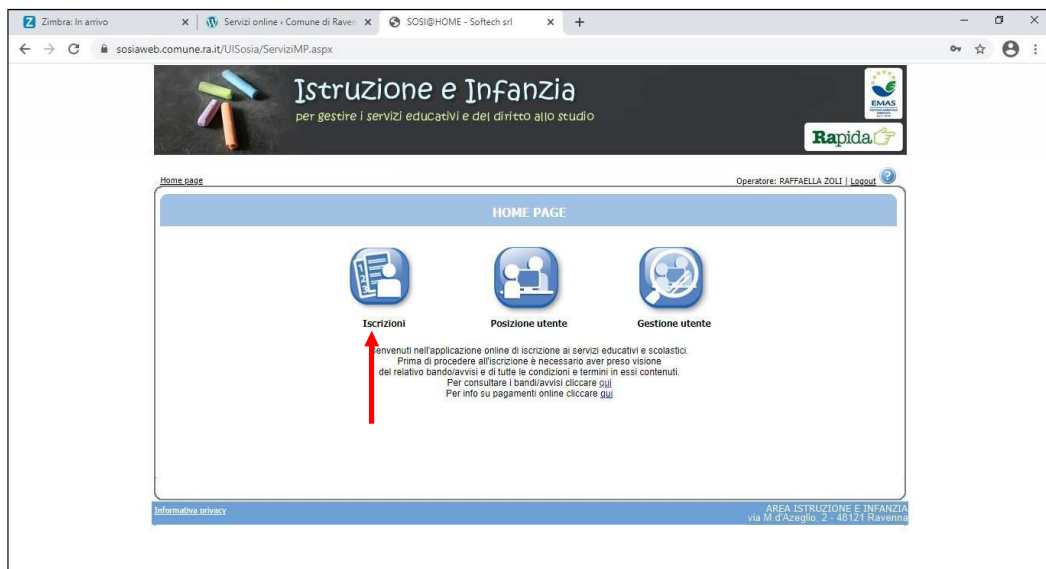 Zimbra: In arrivo
Servizi online « Comune di Raven
SOSI@HOME - Softech srl
sosiaweb.comune.ra.it/UISosia/ServiziMP.aspx
Istruzione e Infanzia
per gestire i servizi educativi e del diritto allo studio
EMAS
Rapida
Home page
Operatore: RAFFAELLA ZOLI | Logout
HOME PAGE
Iscrizioni
Posizione utente
Gestione utente
envenuti nell'applicazione online di iscrizione ai servizi educativi e scolastici.
Prima di procedere all'iscrizione è necessario aver preso visione
del relativo bando/avvisi e di tutte le condizioni e termini in essi contenuti.
Per consultare i bandi/avvisi cliccare qui
Per info su pagamenti online cliccare qui
Informativa privacy
AREA ISTRUZIONE E INFANZIA
via M.d'Azeglio, 2 - 48121 Ravenna